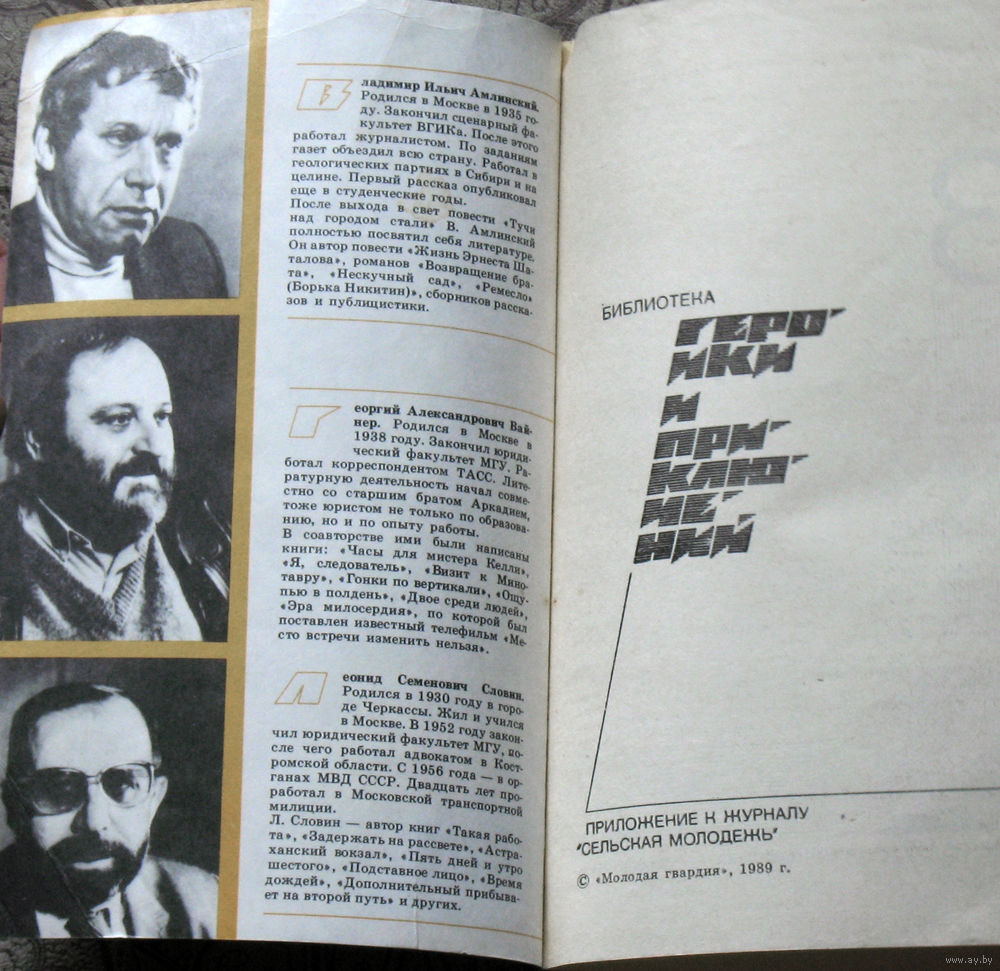 Владимир Ильич Амлинский.
Родился в Москве в 1935 го-
ду. Закончил сценарный фа-
культет ВГИКа. После этого
работал журналистом. По заданиям
газет объездил всю страну. Работал в
геологических партиях в Сибири и на
целине. Первый рассказ опубликовал
еще в студенческие годы.
После выхода в свет повести «Тучи
над городом стали» В. Амлинский
полностью посвятил себя литературе.
Он автор повести «Жизнь Эрнеста Ша-
талова», романов «Возвращение бра-
та», «Нескучный сад», «Ремесло»
(Борька Никитин)», сборников расска-
зов и публицистики.
Георгий Александрович Вай-
нер. Родился в Москве в
1938 году. Закончил юриди-
ческий факультет МГУ. Ра-
ботал корреспондентом ТАСС. Лите-
ратурную деятельность начал совме-
стно со старшим братом Аркадием,
тоже юристом не только по образова-
нию, но и по опыту работы.
В соавторстве ими были написаны
книги: «Часы для мистера Келли»,
«Я, следователь», «Визит к Мино-
тавру», «Гонки по вертикали», «Ощу-
пью в полдень», «Двое среди людей»,
«Эра милосердия», по которой был
поставлен известный телефильм «Ме-
сто встречи изменить нельзя».
Леонид Семенович Словин.
Родился в 1930 году в горо-
де Черкассы. Жил и учился
в Москве. В 1952 году закон-
чил юридический факультет МГУ, по-
сле чего работал адвокатом в Кост-
ромской области. С 1956 года — в ор-
ганах МВД СССР. Двадцать лет про-
работал в Московской транспортной
милиции.
Л. Словин — автор книг «Такая рабо-
та», «Задержать на рассвете», «Астра-
ханский вокзал», «Пять дней и утро
шестого», «Подставное лицо», «Время
дождей», «Дополнительный прибыва-
ет на второй путь» и других.
БИБЛИОТЕКА
ГЕРО-
ИКИ
И
ПРИ-
КЛЮ-
ЧЕ-
НИЙ
ПРИЛОЖЕНИЕ К ЖУРНАЛУ
"СЕЛЬСКАЯ МОЛОДЕЖЬ"
© «Молодая гвардия», 1989 г.
www.ay.by